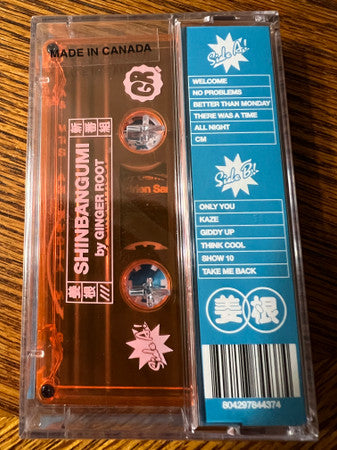 MADE IN CANADA
GR
新番組
SHINBANGUMI
by GINGER ROOT
姜根
Side A!
Side A!
WELCOME
NO PROBLEMS
BETTER THAN MONDAY
THERE WAS A TIME
ALL NIGHT
CM
Side B!
ONLY YOU
KAZE
GIDDY UP
THINK COOL
SHOW 10
TAKE ME BACK
姜根
804297844374